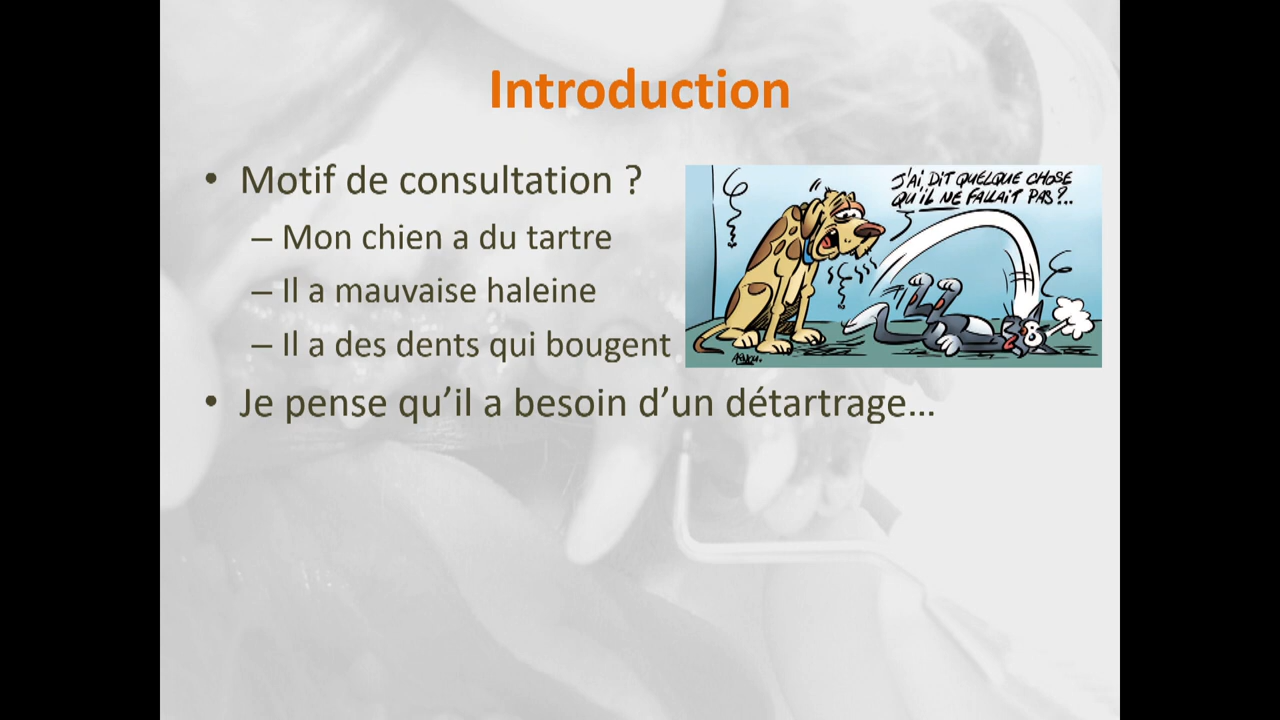 Introduction
• Motif de consultation ?
– Mon chien a du tartre
– Il a mauvaise haleine
– Il a des dents qui bougent
J'AI DIT QUELQUE CHOSE
QU'IL NE FALLAIT PAS?..
• Je pense qu’il a besoin d’un détartrage…